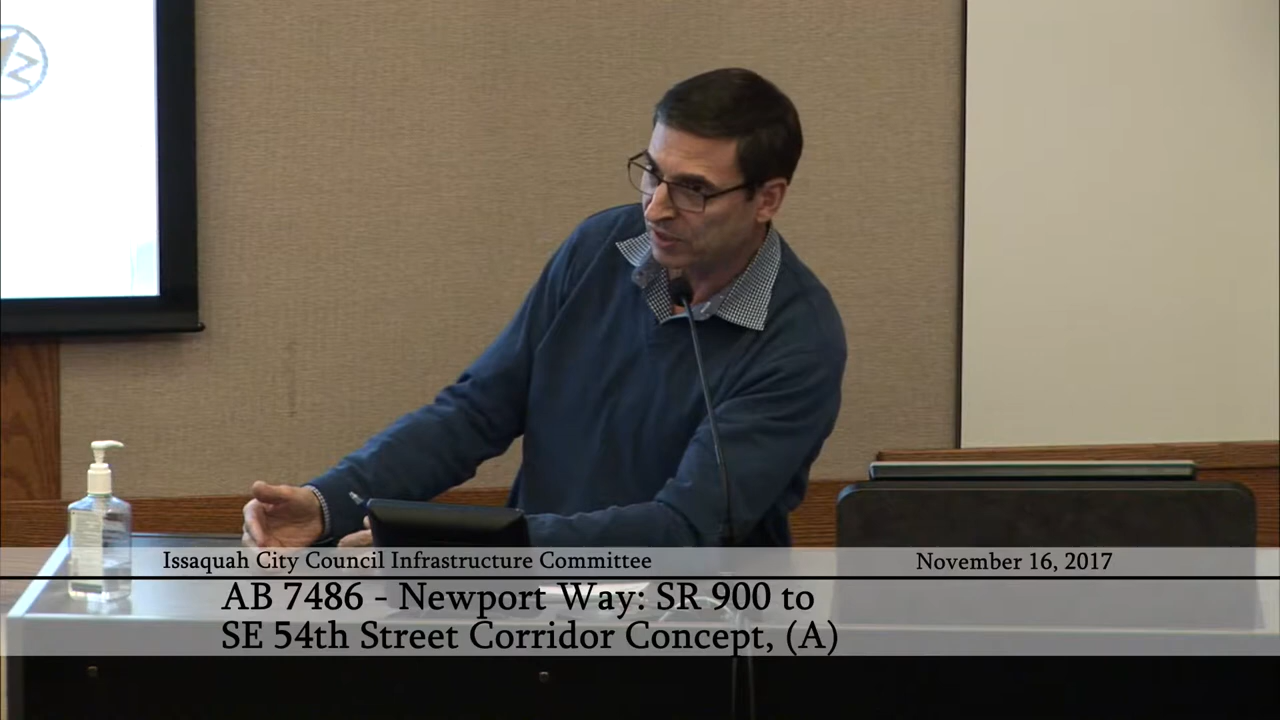 Issaquah City Council Infrastructure Committee
November 16, 2017
AB 7486 - Newport Way: SR 900 to
SE 54th Street Corridor Concept, (A)